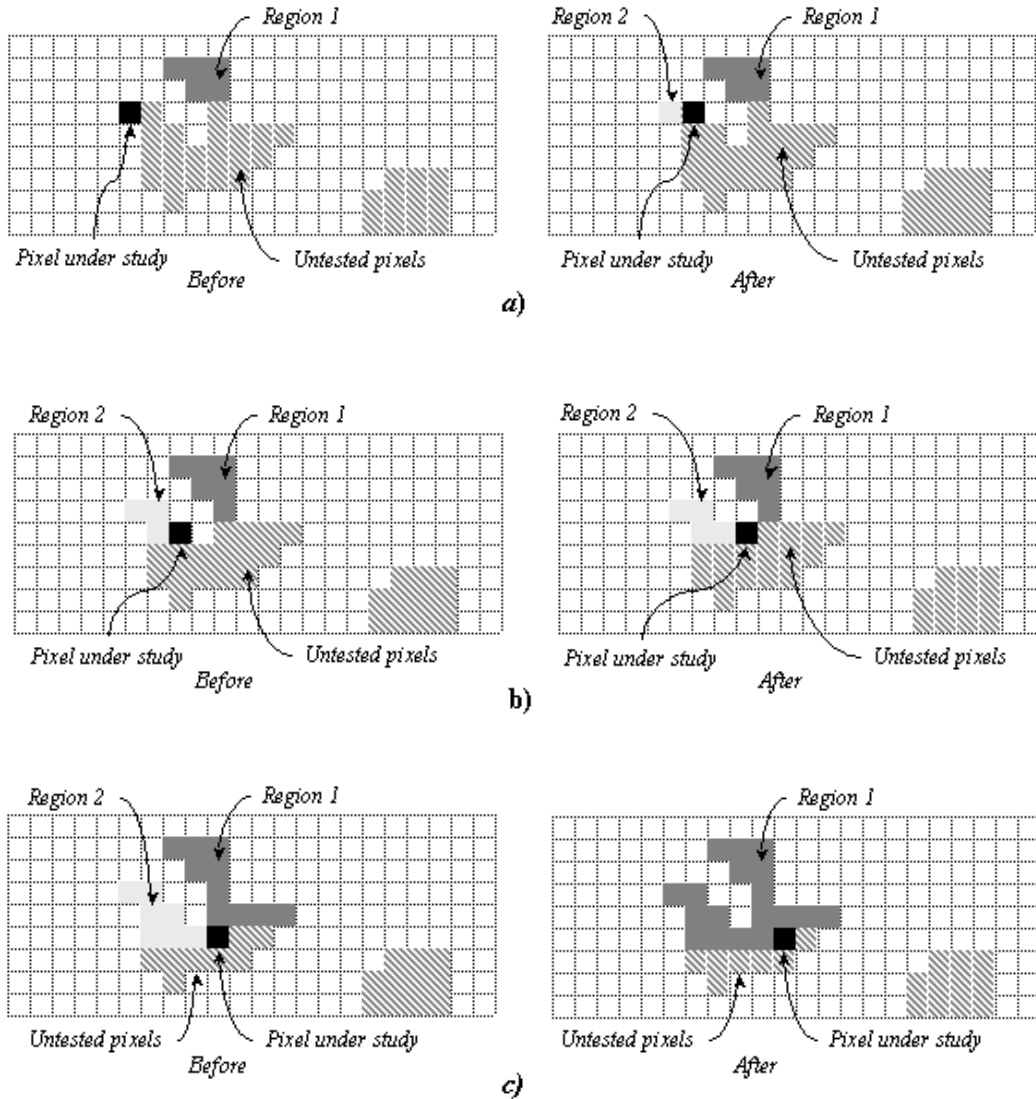 Region 1
Region 2
Region 1
Pixel under study
Untested pixels
Pixel under study
Untested pixels
Before
After
a)
Region 2
Region 1
Region 2
Region 1
Pixel under study
Untested pixels
Pixel under study
Untested pixels
Before
After
b)
Region 2
Region 1
Region 1
Untested pixels
Pixel under study
Untested pixels
Pixel under study
Before
After
c)